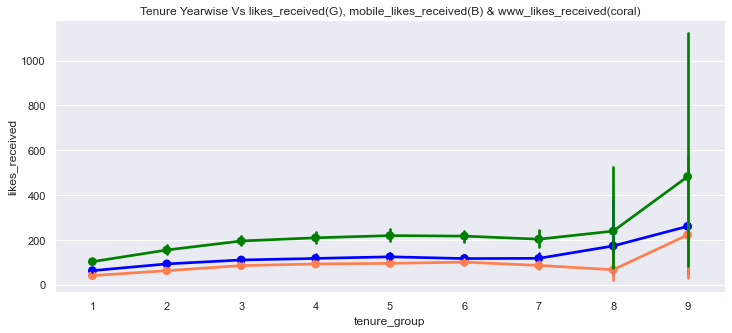 Tenure Yearwise Vs likes_received(G), mobile_likes_received(B) & www_likes_received(coral)
1000
800
600
400
200
0
likes_received
1 2 3 4 5 6 7 8 9
tenure_group